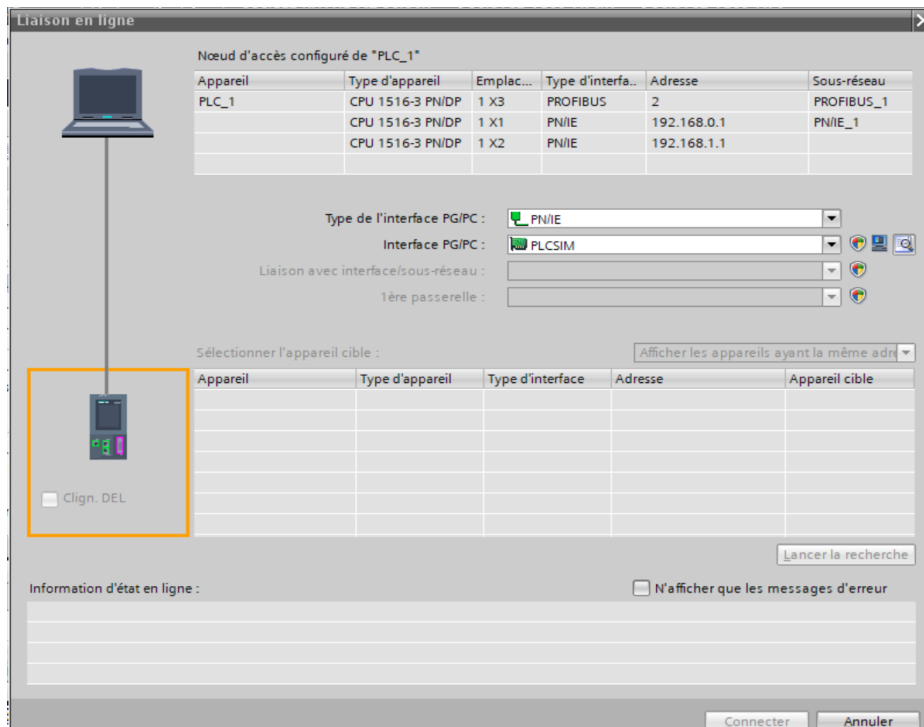 Liaison en ligne
Nœud d'accès configuré de "PLC_1"
Appareil Type d'appareil Emplac... Type d'interfa... Adresse Sous-réseau
PLC_1 CPU 1516-3 PN/DP 1 X3 PROFIBUS 2 PROFIBUS_1
CPU 1516-3 PN/DP 1 X1 PN/IE 192.168.0.1 PN/IE_1
CPU 1516-3 PN/DP 1 X2 PN/IE 192.168.1.1
Type de l'interface PG/PC : PN/IE
Interface PG/PC : PLCSIM
Liaison avec interface/sous-réseau :
1ère passerelle :
Sélectionner l'appareil cible : Afficher les appareils ayant la même adre
Appareil Type d'appareil Type d'interface Adresse Appareil cible
Clign. DEL
Lancer la recherche
Information d'état en ligne : N'afficher que les messages d'erreur
Connecter Annuler